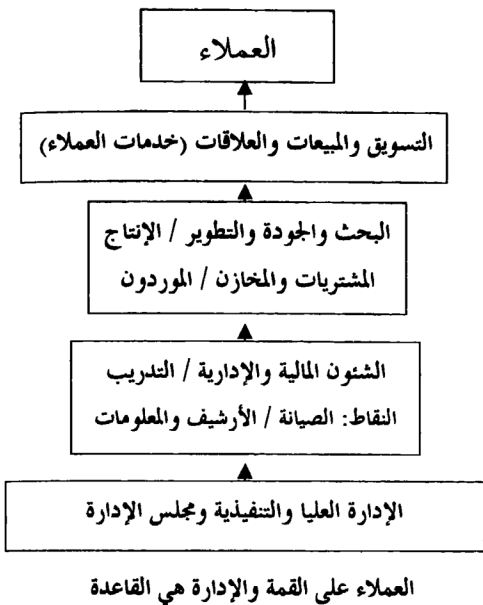 العملاء
التسويق والمبيعات والعلاقات (خدمات العملاء)
البحث والجودة والتطوير / الإنتاج
المشتريات والمخازن / الموردون
الشئون المالية والإدارية / التدريب
النقاط: الصيانة / الأرشيف والمعلومات
الإدارة العليا والتنفيذية ومجلس الإدارة
العملاء على القمة والإدارة هي القاعدة